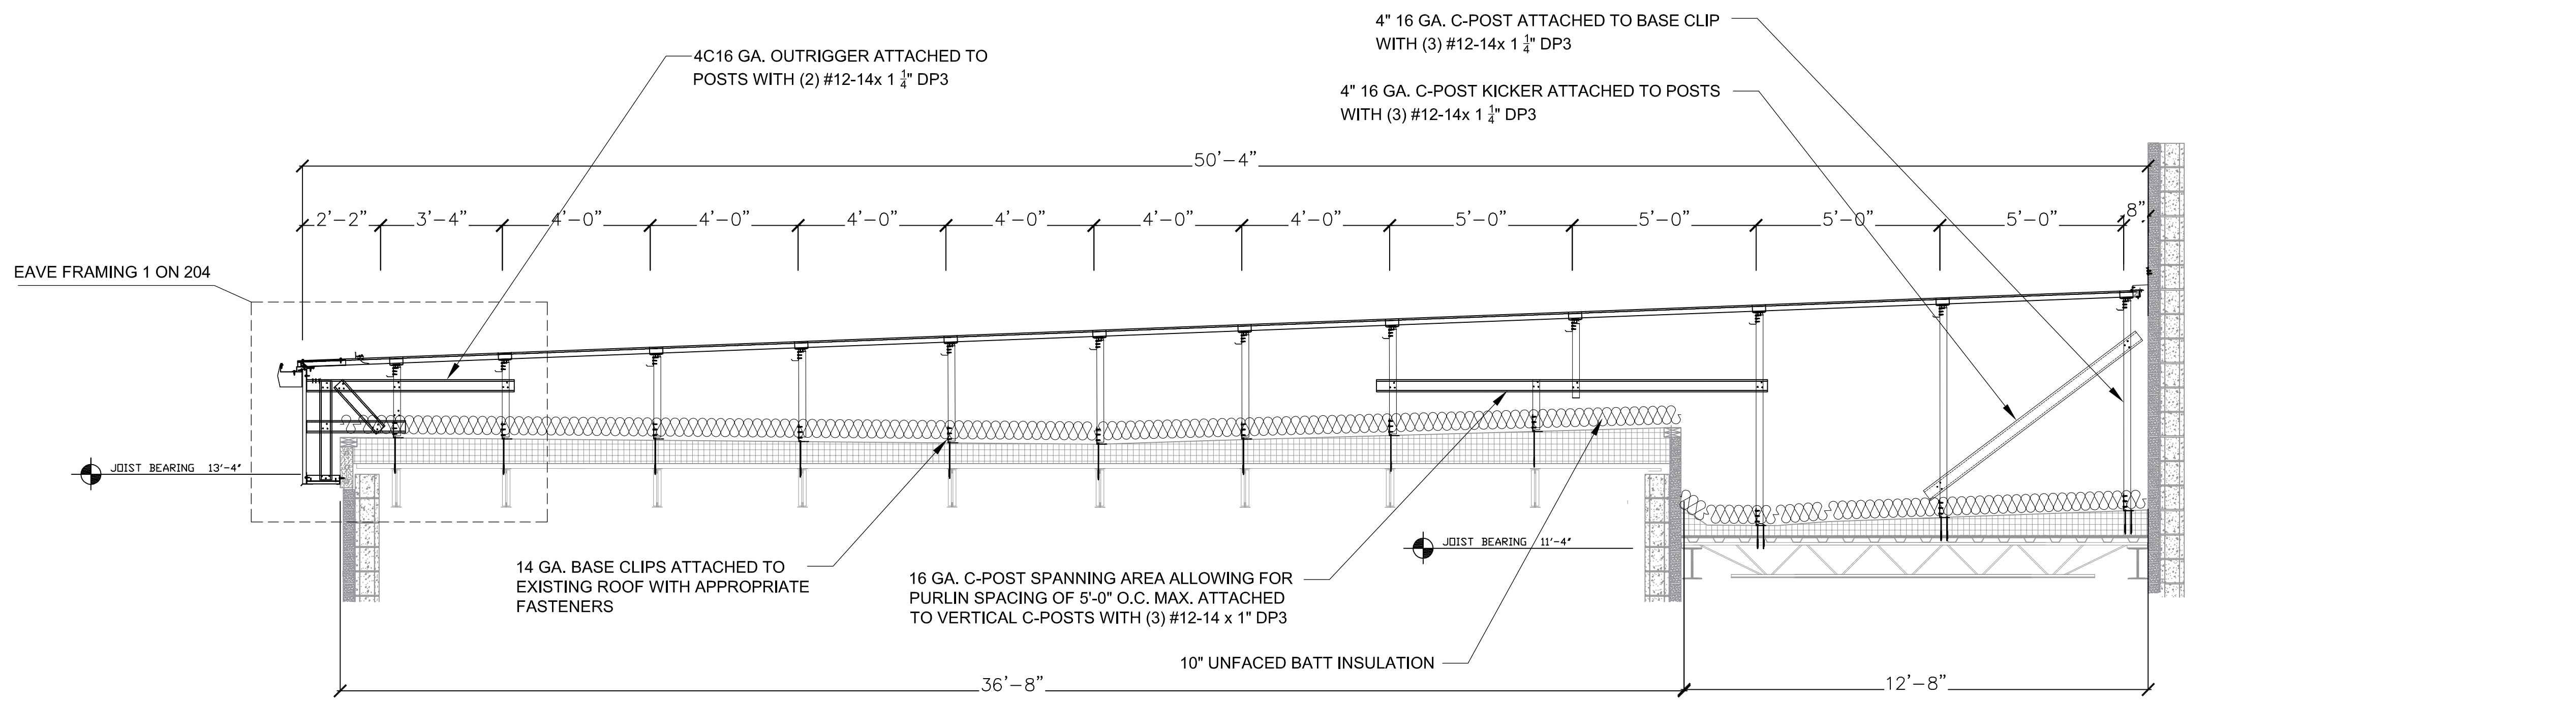 4" 16 GA. C-POST ATTACHED TO BASE CLIP
WITH (3) #12-14x 1 1/4" DP3
4C16 GA. OUTRIGGER ATTACHED TO
POSTS WITH (2) #12-14x 1 1/4" DP3
4" 16 GA. C-POST KICKER ATTACHED TO POSTS
WITH (3) #12-14x 1 1/4" DP3
50'-4"
2'-2" 3'-4" 4'-0" 4'-0" 4'-0" 4'-0" 4'-0" 4'-0" 5'-0" 5'-0" 5'-0" 5'-0" 8"
EAVE FRAMING 1 ON 204
JOIST BEARING 13'-4"
JOIST BEARING 11'-4"
14 GA. BASE CLIPS ATTACHED TO
EXISTING ROOF WITH APPROPRIATE
FASTENERS
16 GA. C-POST SPANNING AREA ALLOWING FOR
PURLIN SPACING OF 5'-0" O.C. MAX. ATTACHED
TO VERTICAL C-POSTS WITH (3) #12-14 x 1" DP3
10" UNFACED BATT INSULATION
36'-8"
12'-8"